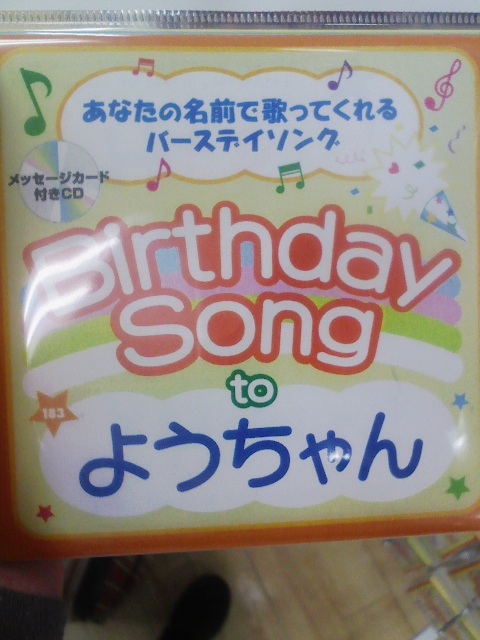 あなたの名前で歌ってくれる
バースデイソング
メッセージカード
付きCD
Birthday
Song
to
183
ようちゃん